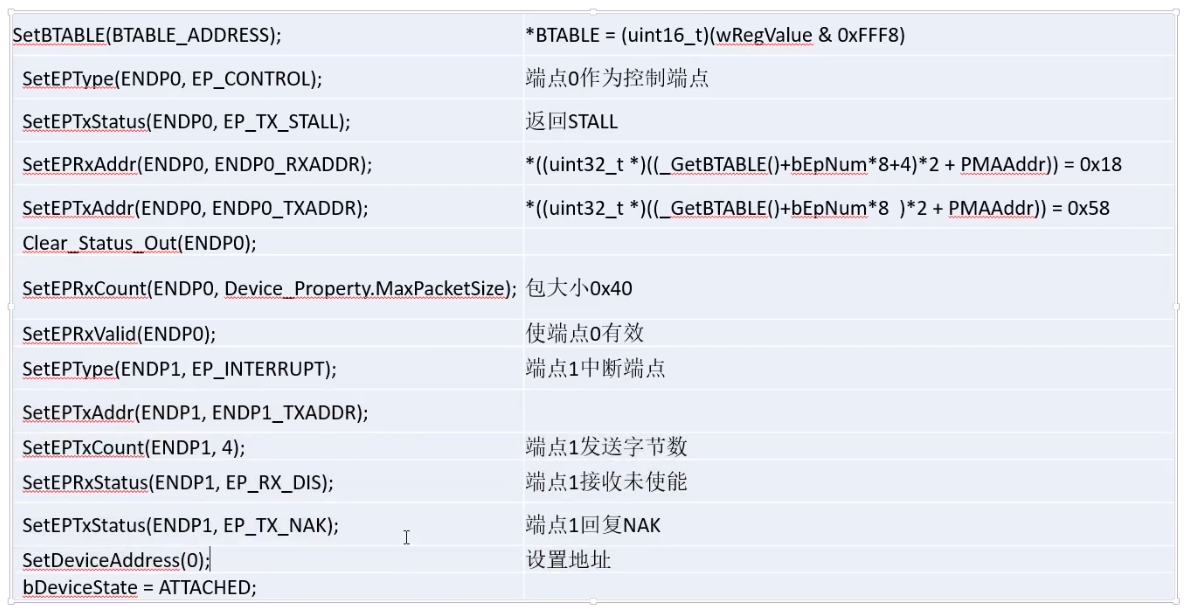 SetBTABLE(BTABLE_ADDRESS); *BTABLE = (uint16_t)(wRegValue & 0xFFF8)
SetEPType(ENDP0, EP_CONTROL); 端点0作为控制端点
SetEPTxStatus(ENDP0, EP_TX_STALL); 返回STALL
SetEPRxAddr(ENDP0, ENDP0_RXADDR); *((uint32_t *)((_GetBTABLE()+bEpNum*8+4)*2 + PMAAddr)) = 0x18
SetEPTxAddr(ENDP0, ENDP0_TXADDR); *((uint32_t *)((_GetBTABLE()+bEpNum*8  )*2 + PMAAddr)) = 0x58
Clear_Status_Out(ENDP0);
SetEPRxCount(ENDP0, Device_Property.MaxPacketSize); 包大小0x40
SetEPRxValid(ENDP0); 使端点0有效
SetEPType(ENDP1, EP_INTERRUPT); 端点1中断端点
SetEPTxAddr(ENDP1, ENDP1_TXADDR);
SetEPTxCount(ENDP1, 4); 端点1发送字节数
SetEPRxStatus(ENDP1, EP_RX_DIS); 端点1接收未使能
SetEPTxStatus(ENDP1, EP_TX_NAK); 端点1回复NAK
SetDeviceAddress(0); 设置地址
bDeviceState = ATTACHED;